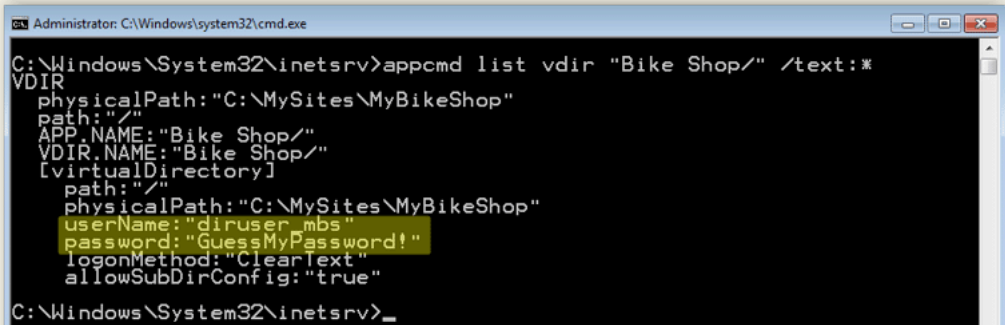 Administrator: C:\Windows\system32\cmd.exe
C:\Windows\System32\inetsrv>appcmd list vdir "Bike Shop/" /text:*
VDIR
  physicalPath:"C:\MySites\MyBikeShop"
  path:"/"
  APP.NAME:"Bike Shop/"
  VDIR.NAME:"Bike Shop/"
  [virtualDirectory]
    path:"/"
    physicalPath:"C:\MySites\MyBikeShop"
    userName:"diruser_mbs"
    password:"GuessMyPassword!"
    logonMethod:"ClearText"
    allowSubDirConfig:"true"
C:\Windows\System32\inetsrv>_